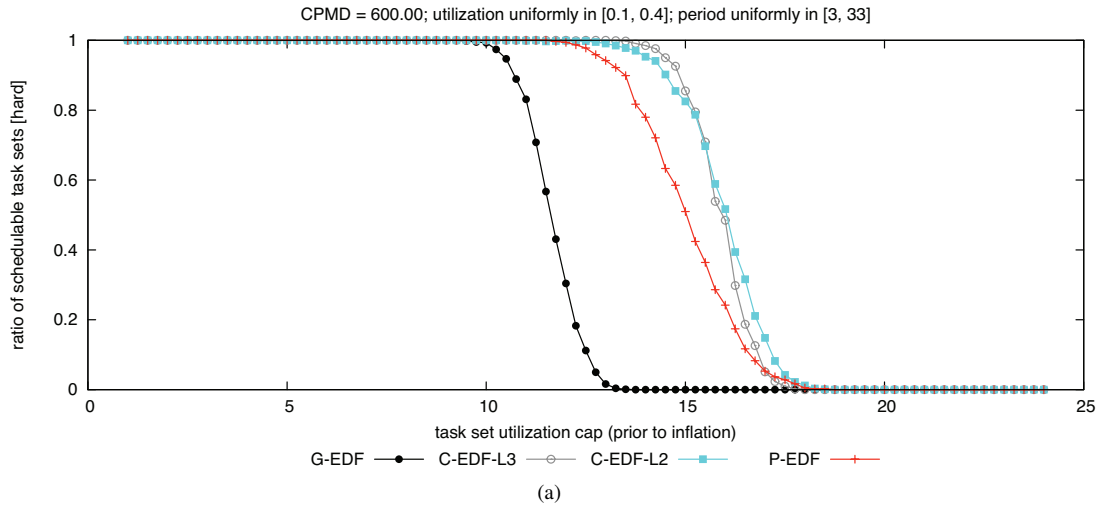 CPMD = 600.00; utilization uniformly in [0.1, 0.4]; period uniformly in [3, 33]
ratio of schedulable task sets [hard]
1
0.8
0.6
0.4
0.2
0
0 5 10 15 20 25
task set utilization cap (prior to inflation)
G-EDF C-EDF-L3 C-EDF-L2 P-EDF
(a)